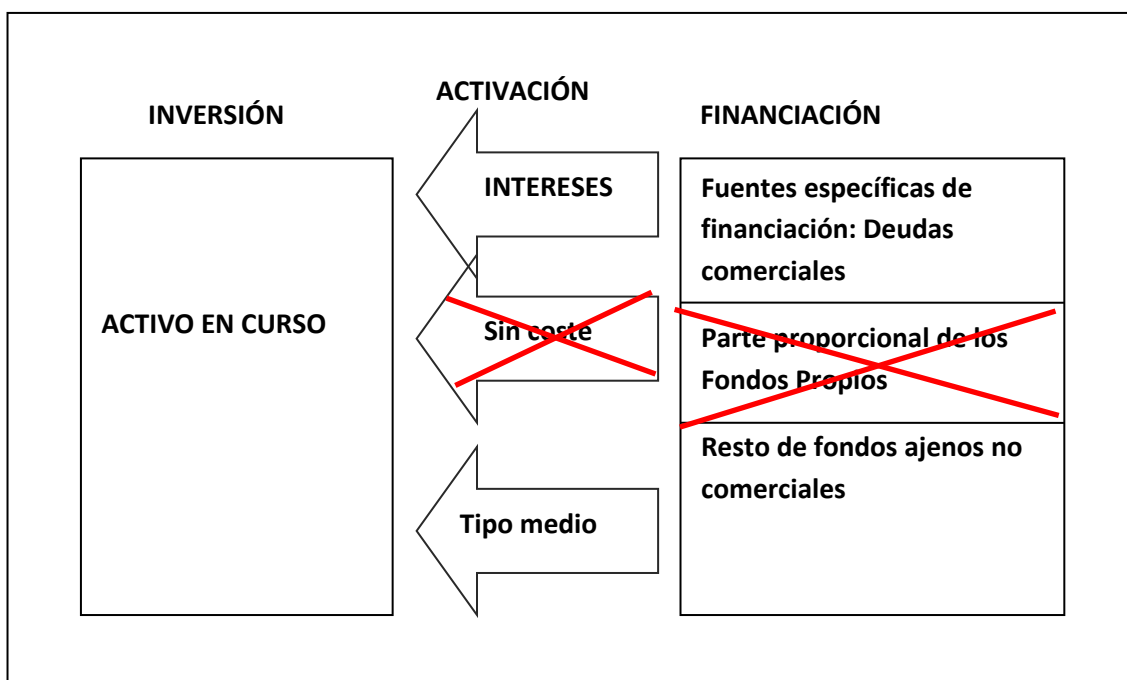 INVERSIÓN
ACTIVACIÓN
FINANCIACIÓN
ACTIVO EN CURSO
INTERESES
Sin coste
Tipo medio
Fuentes específicas de
financiación: Deudas
comerciales
Parte proporcional de los
Fondos Propios
Resto de fondos ajenos no
comerciales